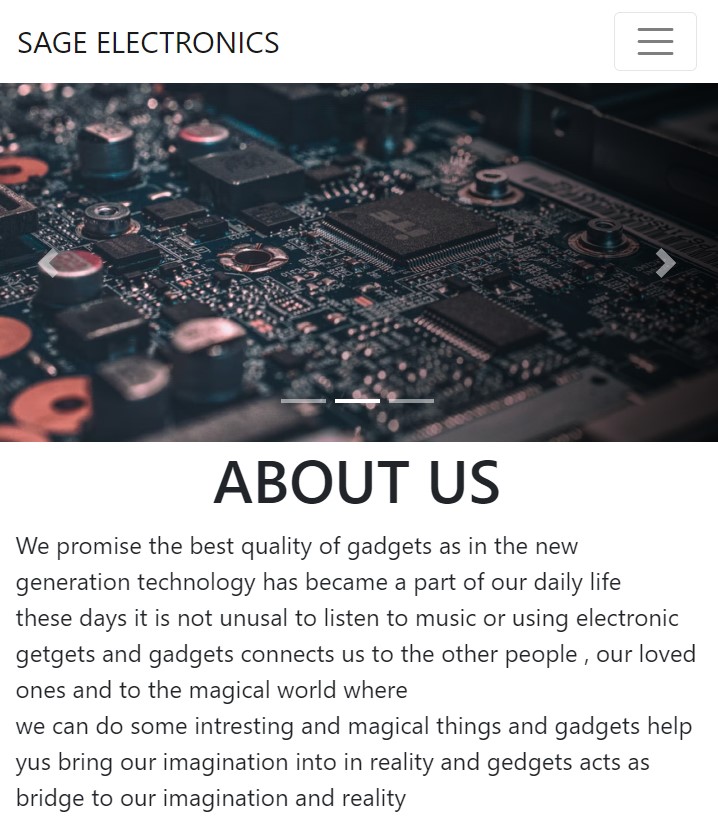 SAGE ELECTRONICS
ABOUT US
We promise the best quality of gadgets as in the new
generation technology has became a part of our daily life
these days it is not unusal to listen to music or using electronic
getgets and gadgets connects us to the other people , our loved
ones and to the magical world where
we can do some intresting and magical things and gadgets help
yus bring our imagination into in reality and gedgets acts as
bridge to our imagination and reality